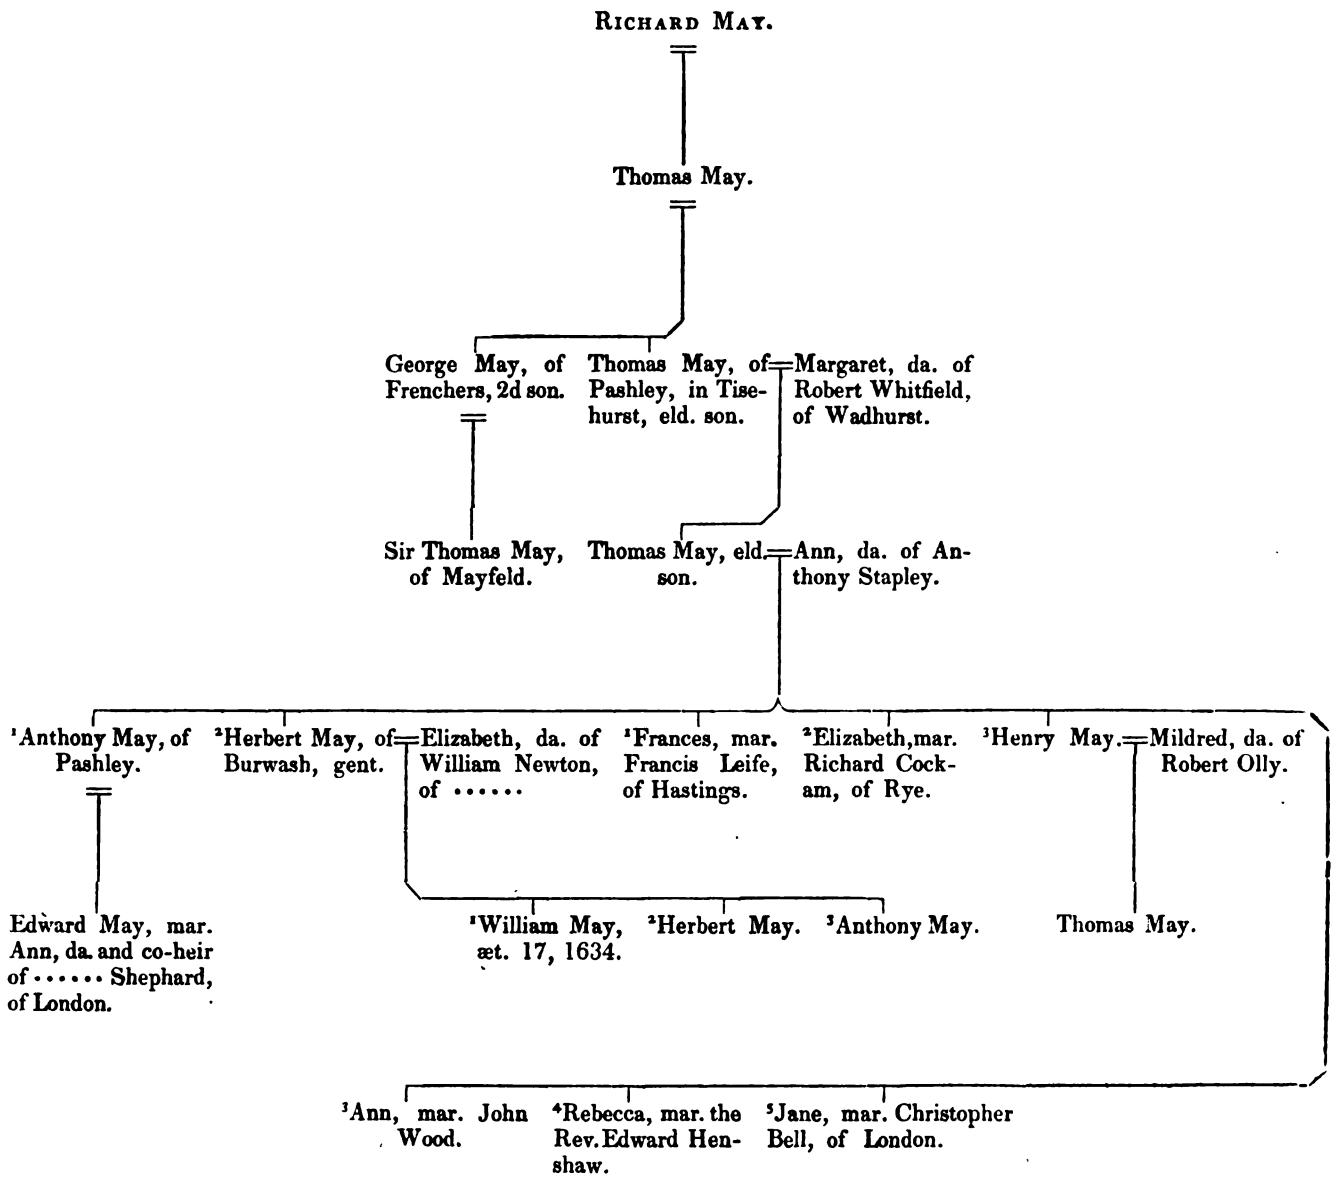 RICHARD MAY.
Thomas May.
George May, of
Frenchers, 2d son.
Thomas May, of
Pashley, in Tise-
hurst, eld. son.
Margaret, da. of
Robert Whitfield,
of Wadhurst.
Sir Thomas May,
of Mayfeld.
Thomas May, eld.
son.
Ann, da. of An-
thony Stapley.
¹Anthony May, of
Pashley.
²Herbert May, of
Burwash, gent.
Elizabeth, da. of
William Newton,
of ······
¹Frances, mar.
Francis Leife,
of Hastings.
²Elizabeth, mar.
Richard Cock-
am, of Rye.
³Henry May.
Mildred, da. of
Robert Olly.
Edward May, mar.
Ann, da. and co-heir
of ······ Shephard,
of London.
¹William May,
æt. 17, 1634.
²Herbert May.
³Anthony May.
Thomas May.
³Ann, mar. John
Wood.
⁴Rebecca, mar. the
Rev. Edward Hen-
shaw.
⁵Jane, mar. Christopher
Bell, of London.